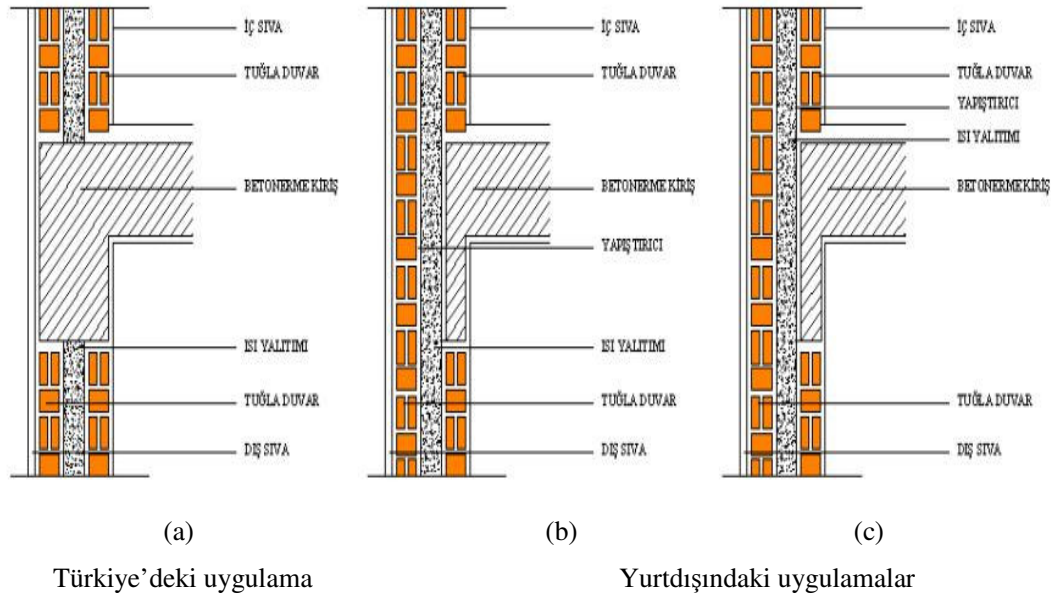 İÇ SIVA
TUĞLA DUVAR
BETONERME KİRİŞ
ISI YALITIMI
TUĞLA DUVAR
DIŞ SIVA
İÇ SIVA
TUĞLA DUVAR
BETONERME KİRİŞ
YAPIŞTIRICI
ISI YALITIMI
TUĞLA DUVAR
DIŞ SIVA
İÇ SIVA
TUĞLA DUVAR
YAPIŞTIRICI
ISI YALITIMI
BETONERME KİRİŞ
TUĞLA DUVAR
DIŞ SIVA
(a) (b) (c)
Türkiye’deki uygulama Yurtdışındaki uygulamalar